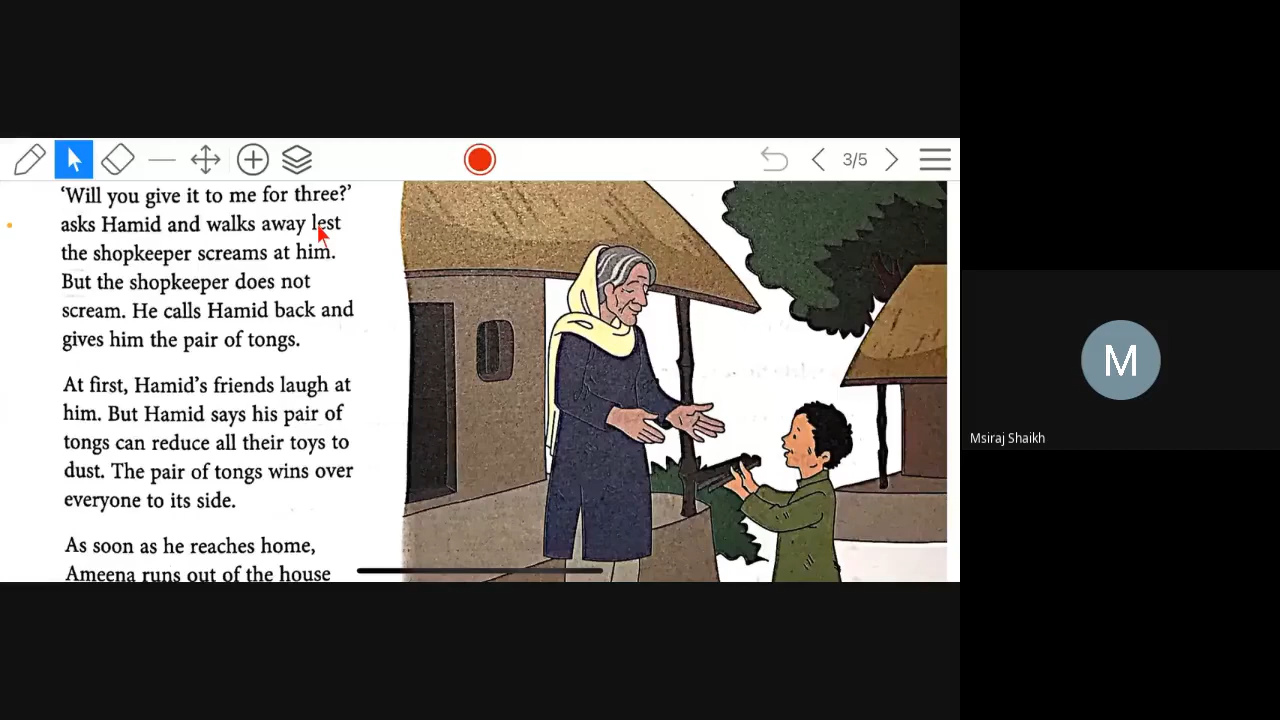 3/5
‘Will you give it to me for three?’
asks Hamid and walks away lest
the shopkeeper screams at him.
But the shopkeeper does not
scream. He calls Hamid back and
gives him the pair of tongs.
At first, Hamid’s friends laugh at
him. But Hamid says his pair of
tongs can reduce all their toys to
dust. The pair of tongs wins over
everyone to its side.
As soon as he reaches home,
Ameena runs out of the house
M
Msiraj Shaikh